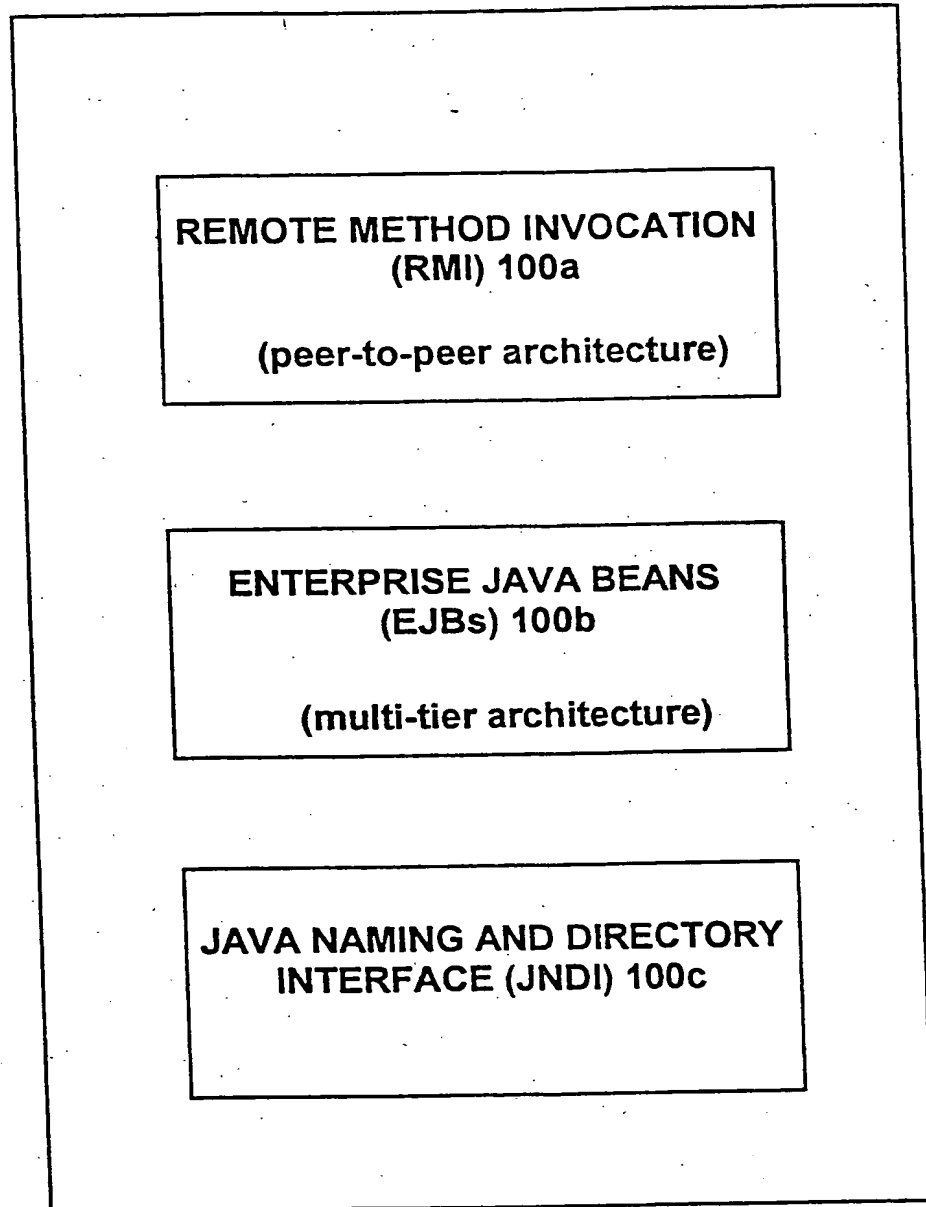 REMOTE METHOD INVOCATION
(RMI) 100a
(peer-to-peer architecture)
ENTERPRISE JAVA BEANS
(EJBs) 100b
(multi-tier architecture)
JAVA NAMING AND DIRECTORY
INTERFACE (JNDI) 100c